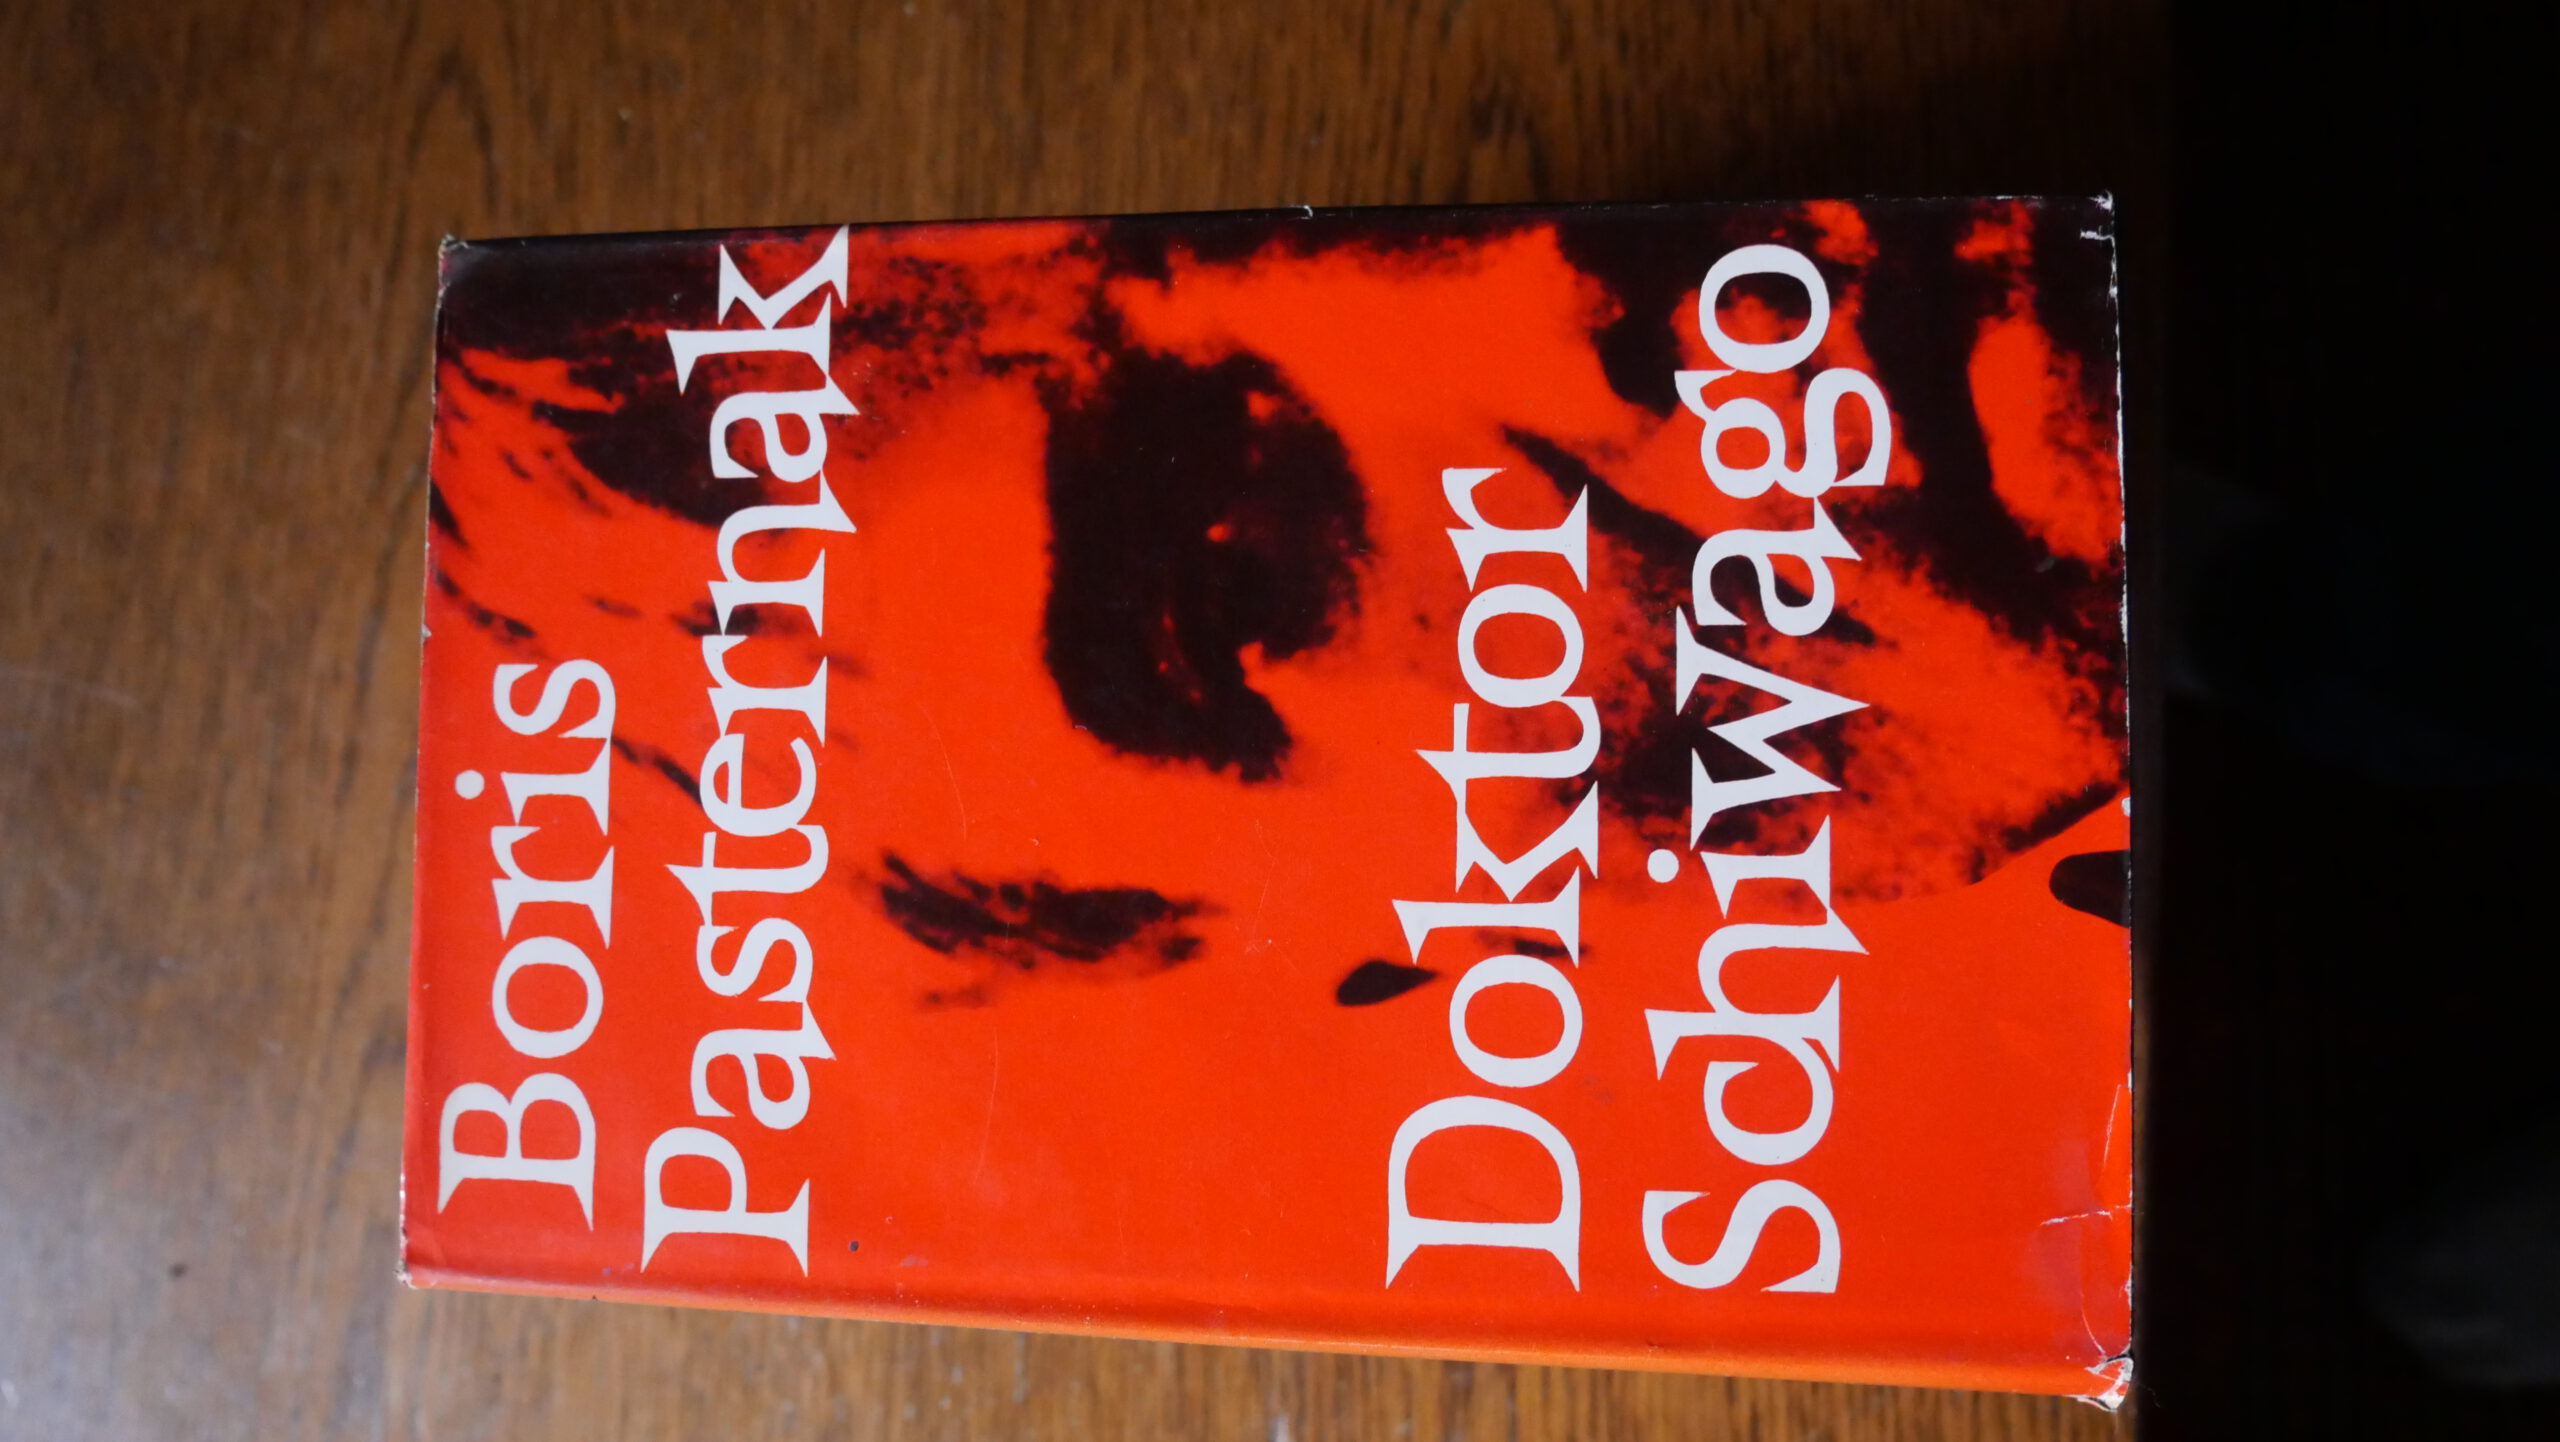 Boris
Pasternak
Doktor
Schiwago